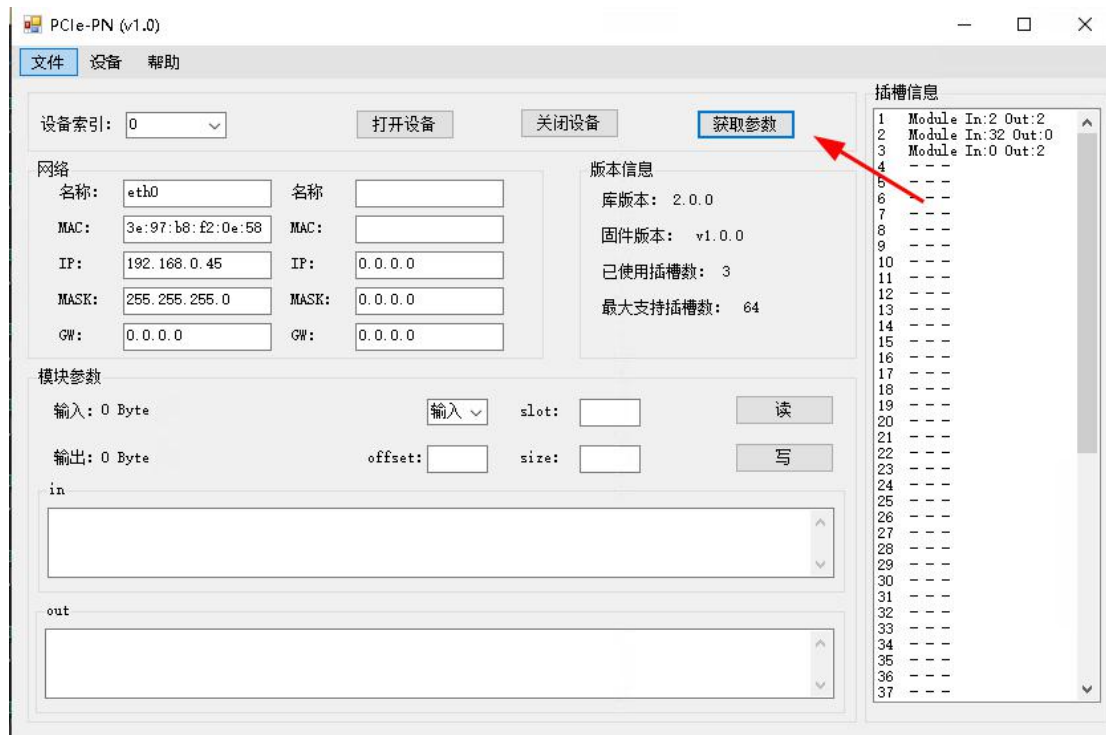 PCIe-PN (v1.0)
文件 设备 帮助
设备索引: 0 打开设备 关闭设备 获取参数
网络
名称: eth0 名称
MAC: 3e:97:b8:f2:0e:58 MAC:
IP: 192.168.0.45 IP: 0.0.0.0
MASK: 255.255.255.0 MASK: 0.0.0.0
GW: 0.0.0.0 GW: 0.0.0.0
版本信息
库版本: 2.0.0
固件版本: v1.0.0
已使用插槽数: 3
最大支持插槽数: 64
模块参数
输入: 0 Byte 输入 slot: 读
输出: 0 Byte offset: size: 写
in
out
插槽信息
1 Module In:2 Out:2
2 Module In:32 Out:0
3 Module In:0 Out:2
4 - - -
5 - - -
6 - - -
7 - - -
8 - - -
9 - - -
10 - - -
11 - - -
12 - - -
13 - - -
14 - - -
15 - - -
16 - - -
17 - - -
18 - - -
19 - - -
20 - - -
21 - - -
22 - - -
23 - - -
24 - - -
25 - - -
26 - - -
27 - - -
28 - - -
29 - - -
30 - - -
31 - - -
32 - - -
33 - - -
34 - - -
35 - - -
36 - - -
37 - - -